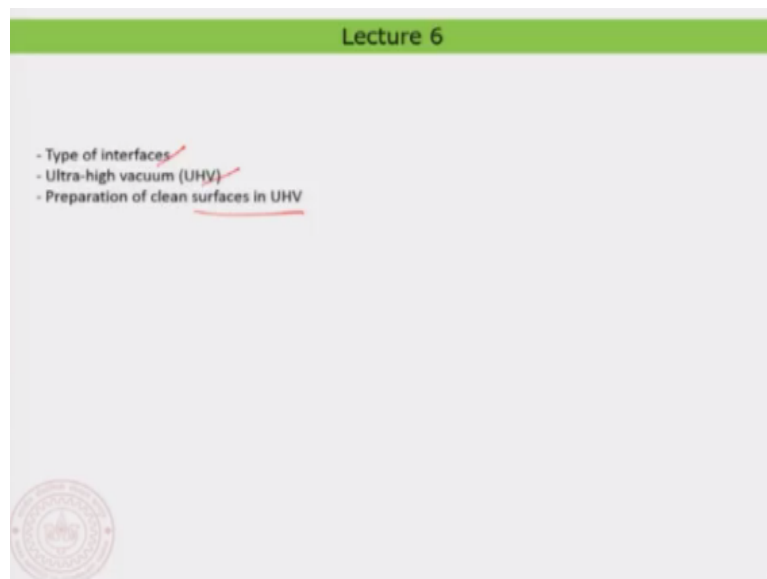 Lecture 6
- Type of interfaces
- Ultra-high vacuum (UHV)
- Preparation of clean surfaces in UHV